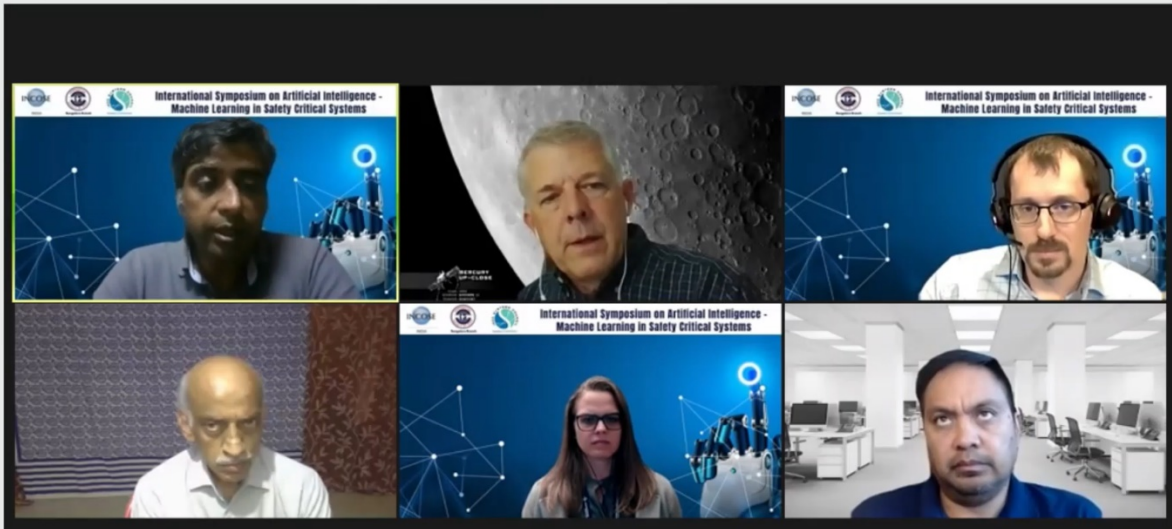 INCOSE
International Symposium on Artificial Intelligence -
Machine Learning in Safety Critical Systems
MERCURY
UP-CLOSE
INCOSE
International Symposium on Artificial Intelligence -
Machine Learning in Safety Critical Systems
INCOSE
International Symposium on Artificial Intelligence -
Machine Learning in Safety Critical Systems